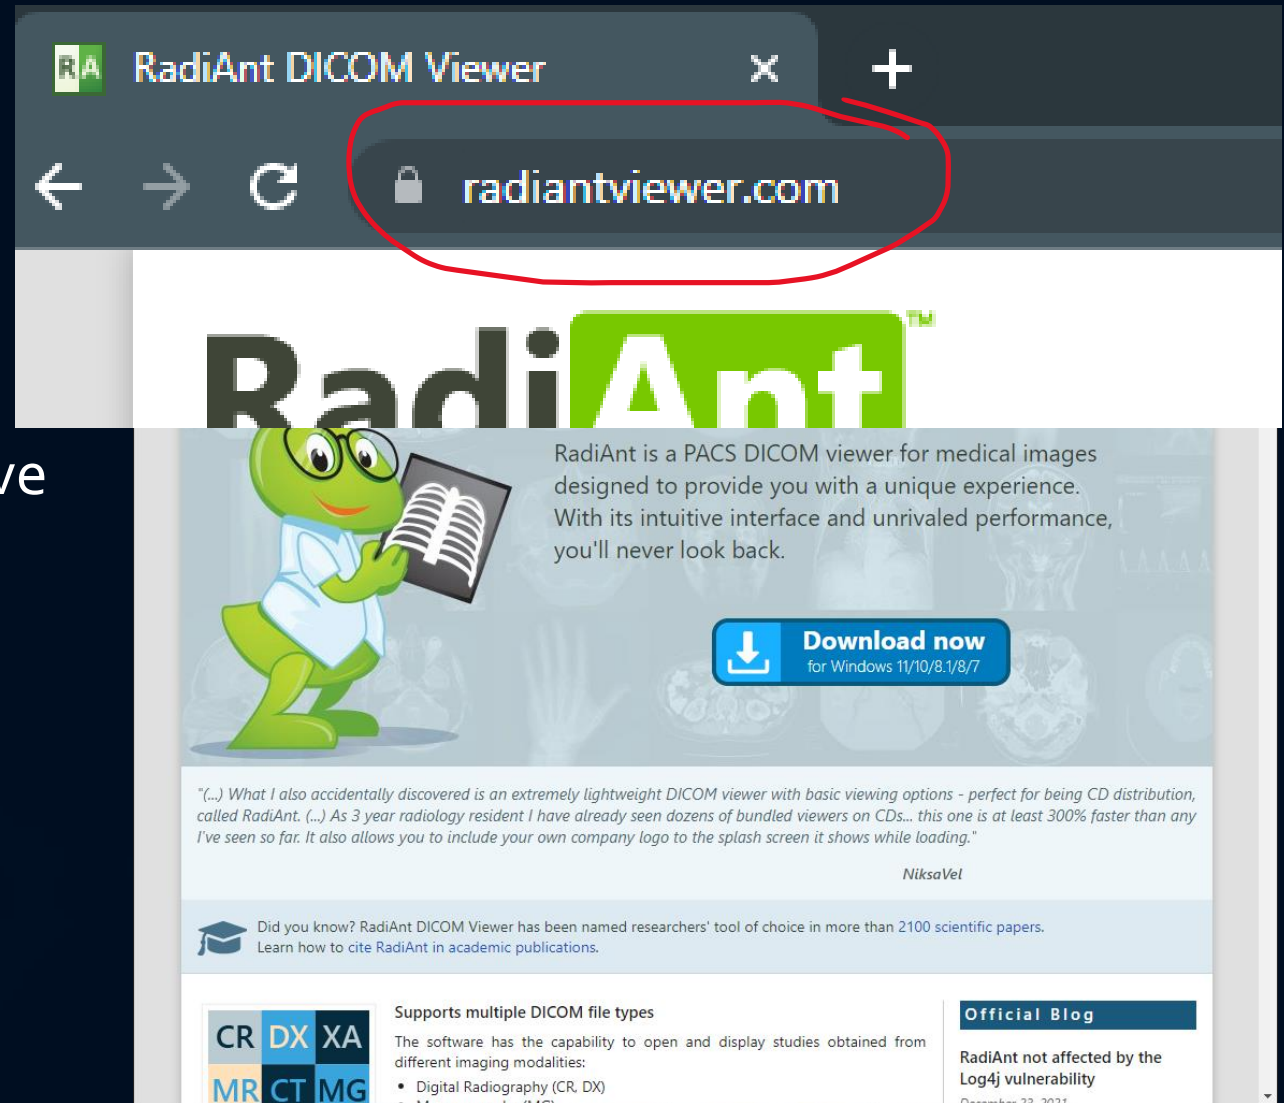 RA RadiAnt DICOM Viewer
radiantviewer.com
RadiAnt™
ve
RadiAnt is a PACS DICOM viewer for medical images
designed to provide you with a unique experience.
With its intuitive interface and unrivaled performance,
you'll never look back.
Download now
for Windows 11/10/8.1/8/7
"(...) What I also accidentally discovered is an extremely lightweight DICOM viewer with basic viewing options - perfect for being CD distribution,
called RadiAnt. (...) As 3 year radiology resident I have already seen dozens of bundled viewers on CDs... this one is at least 300% faster than any
I've seen so far. It also allows you to include your own company logo to the splash screen it shows while loading."
NiksaVel
Did you know? RadiAnt DICOM Viewer has been named researchers' tool of choice in more than 2100 scientific papers.
Learn how to cite RadiAnt in academic publications.
CR DX XA
MR CT MG
Supports multiple DICOM file types
The software has the capability to open and display studies obtained from
different imaging modalities:
• Digital Radiography (CR, DX)
Official Blog
RadiAnt not affected by the
Log4j vulnerability
December 23, 2021